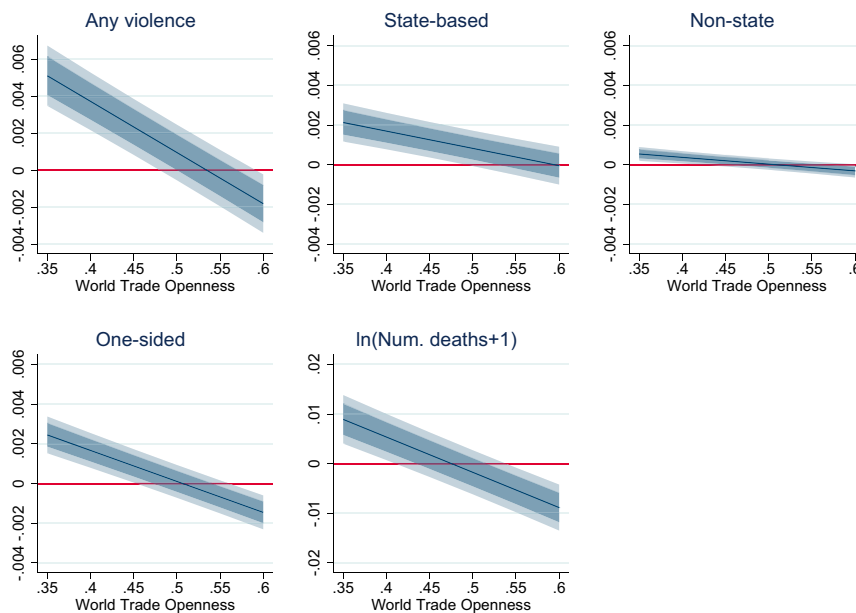 Any violence
.006
.004
.002
0
-.002
-.004
.35 .4 .45 .5 .55 .6
World Trade Openness
State-based
.006
.004
.002
0
-.002
-.004
.35 .4 .45 .5 .55 .6
World Trade Openness
Non-state
.006
.004
.002
0
-.002
-.004
.35 .4 .45 .5 .55 .6
World Trade Openness
One-sided
.006
.004
.002
0
-.002
-.004
.35 .4 .45 .5 .55 .6
World Trade Openness
ln(Num. deaths+1)
.02
.01
0
-.01
-.02
.35 .4 .45 .5 .55 .6
World Trade Openness